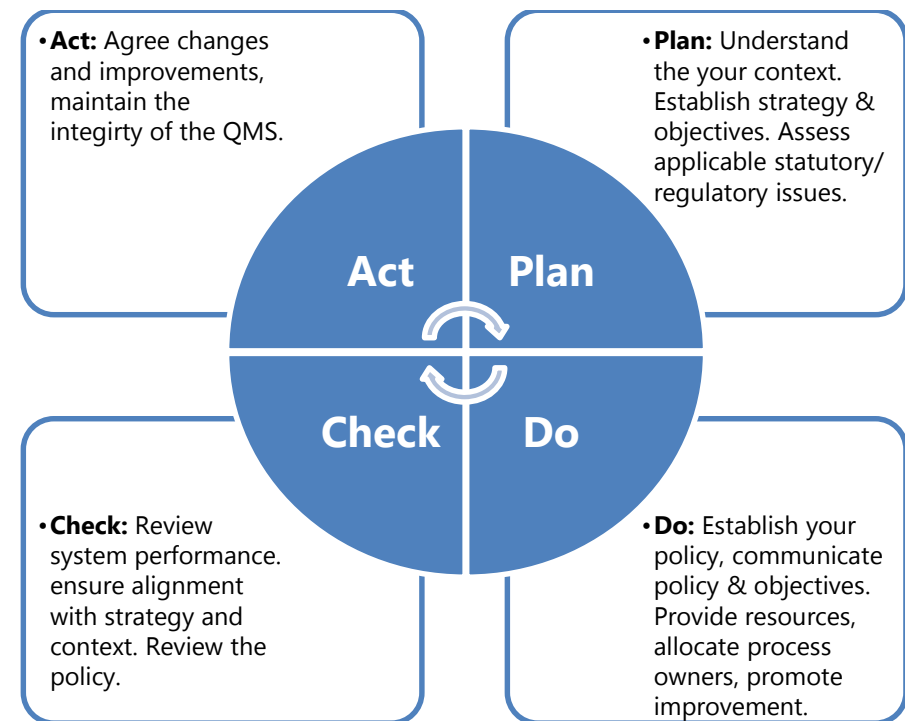 •Act: Agree changes
and improvements,
maintain the
integirty of the QMS.
•Plan: Understand
the your context.
Establish strategy &
objectives. Assess
applicable statutory/
regulatory issues.
Act
Plan
Check
Do
•Check: Review
system performance.
ensure alignment
with strategy and
context. Review the
policy.
•Do: Establish your
policy, communicate
policy & objectives.
Provide resources,
allocate process
owners, promote
improvement.